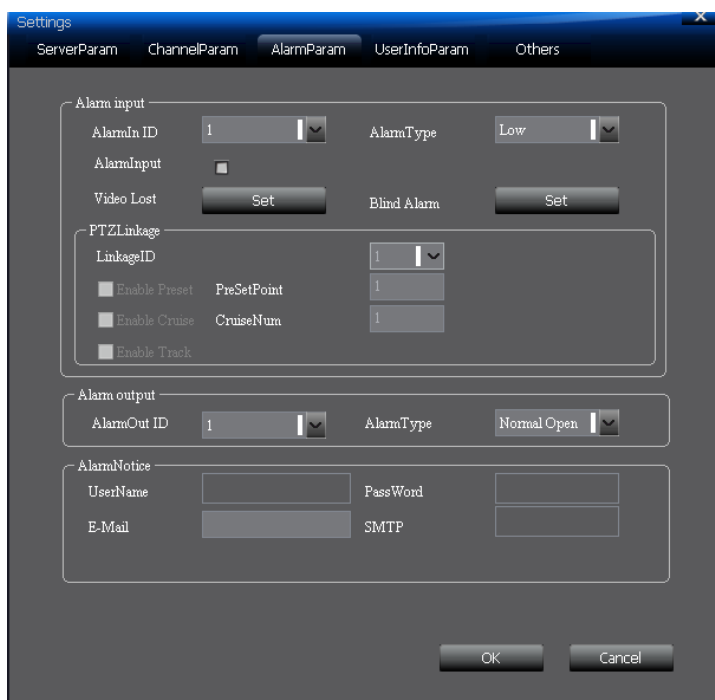 Settings
ServerParam ChannelParam AlarmParam UserInfoParam Others
Alarm input
AlarmIn ID 1 AlarmType Low
AlarmInput
Video Lost Set Blind Alarm Set
PTZLinkage
LinkageID 1
Enable Preset PreSetPoint 1
Enable Cruise CruiseNum 1
Enable Track
Alarm output
AlarmOut ID 1 AlarmType Normal Open
AlarmNotice
UserName PassWord
E-Mail SMTP
OK Cancel